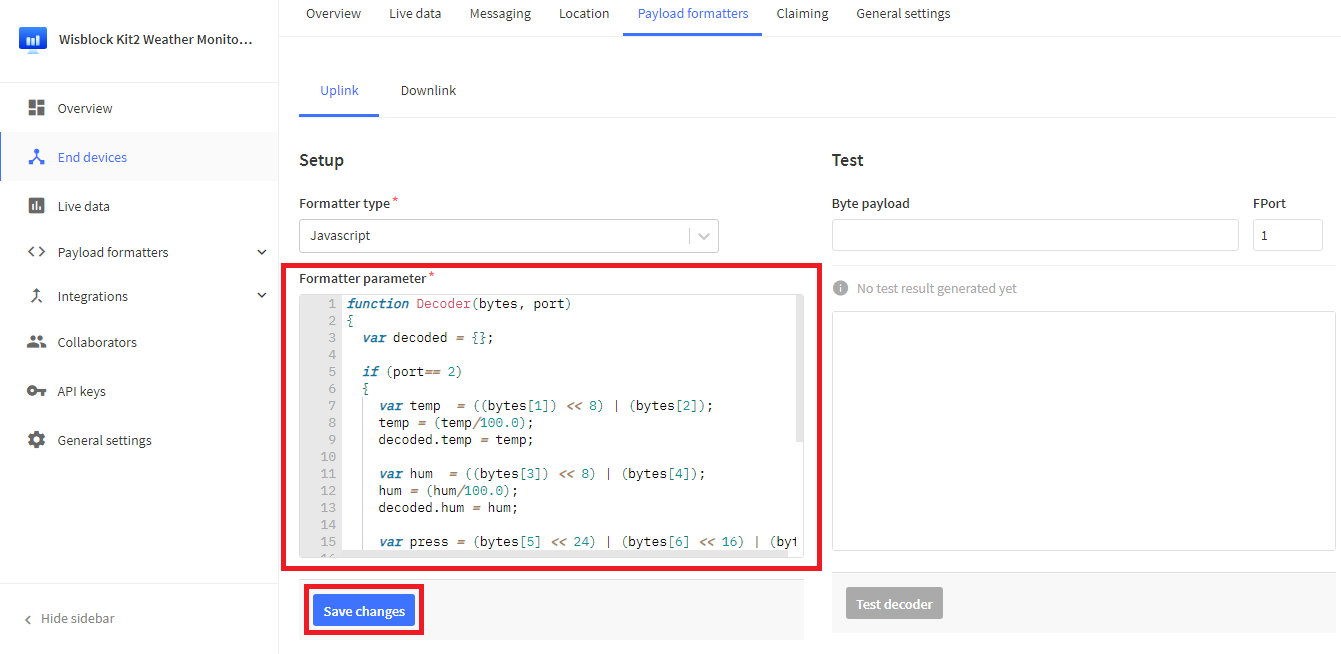 Wisblock Kit2 Weather Monito...
Overview
End devices
Live data
Payload formatters
Integrations
Collaborators
API keys
General settings
Hide sidebar
Overview Live data Messaging Location Payload formatters Claiming General settings
Uplink Downlink
Setup
Formatter type *
Javascript
Formatter parameter *
1 function Decoder(bytes, port)
2 {
3 var decoded = {};
4
5 if (port== 2)
6 {
7 var temp  = ((bytes[1]) << 8) | (bytes[2]);
8 temp = (temp/100.0);
9 decoded.temp = temp;
10
11 var hum  = ((bytes[3]) << 8) | (bytes[4]);
12 hum = (hum/100.0);
13 decoded.hum = hum;
14
15 var press = (bytes[5] << 24) | (bytes[6] << 16) | (byt
Save changes
Test
Byte payload FPort
1
No test result generated yet
Test decoder